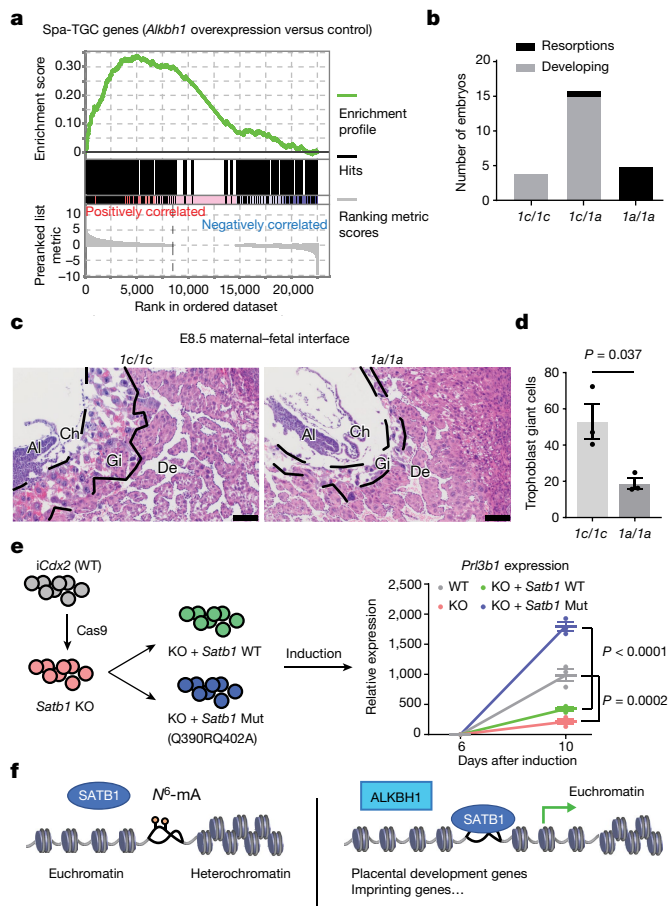 a
Spa-TGC genes (Alkbh1 overexpression versus control)
Enrichment score
0.30
0.20
0.10
0
Enrichment profile
Hits
Ranking metric scores
Positively correlated
Negatively correlated
Preranked list metric
10
5
0
−5
−10
0
5,000
10,000
15,000
20,000
Rank in ordered dataset
b
Resorptions
Developing
Number of embryos
20
15
10
5
0
1c/1c
1c/1a
1a/1a
c
E8.5 maternal–fetal interface
1c/1c
1a/1a
Al
Ch
Gi
De
Al
Ch
Gi
De
d
P = 0.037
Trophoblast giant cells
80
60
40
20
0
1c/1c
1a/1a
e
iCdx2 (WT)
Cas9
Satb1 KO
KO + Satb1 WT
KO + Satb1 Mut
(Q390RQ402A)
Induction
Prl3b1 expression
WT
KO
KO + Satb1 WT
KO + Satb1 Mut
Relative expression
2,500
2,000
1,500
1,000
500
0
6
10
Days after induction
P < 0.0001
P = 0.0002
f
SATB1
N6-mA
Euchromatin
Heterochromatin
ALKBH1
SATB1
Euchromatin
Placental development genes
Imprinting genes…